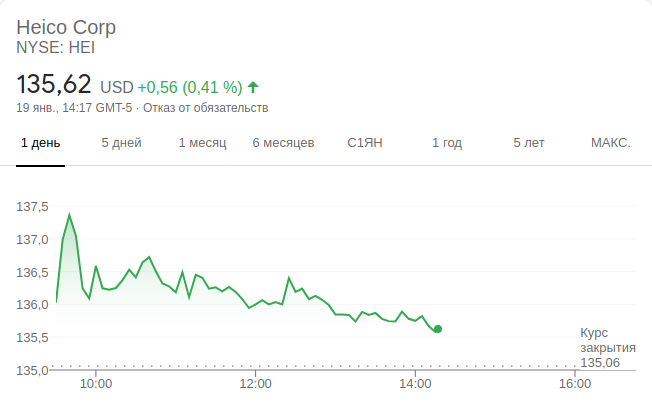 Heico Corp
NYSE: HEI
135,62 USD +0,56 (0,41 %)
19 янв., 14:17 GMT-5 · Отказ от обязательств
1 день 5 дней 1 месяц 6 месяцев С1ЯН 1 год 5 лет МАКС.
137,5
137,0
136,5
136,0
135,5
135,0
Курс
закрытия
135,06
10:00 12:00 14:00 16:00